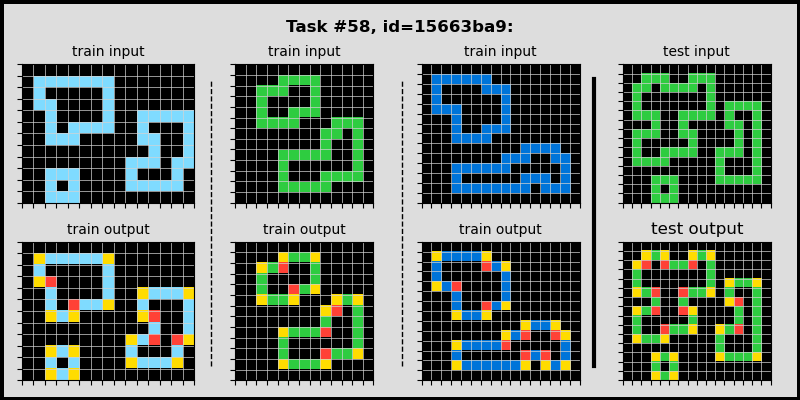 Task #58, id=15663ba9:
train input train input train input test input
train output train output train output test output